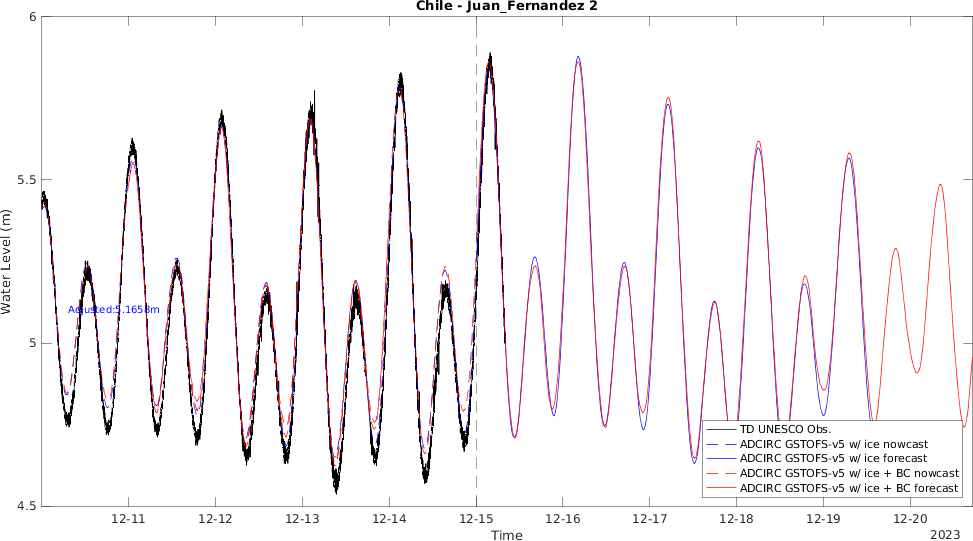 Chile - Juan_Fernandez 2
Water Level (m)
6
5.5
5
4.5
Adjusted:5.1658m
TD UNESCO Obs.
ADCIRC GSTOFS-v5 w/ ice nowcast
ADCIRC GSTOFS-v5 w/ ice forecast
ADCIRC GSTOFS-v5 w/ ice + BC nowcast
ADCIRC GSTOFS-v5 w/ ice + BC forecast
12-11 12-12 12-13 12-14 12-15 12-16 12-17 12-18 12-19 12-20
Time
2023